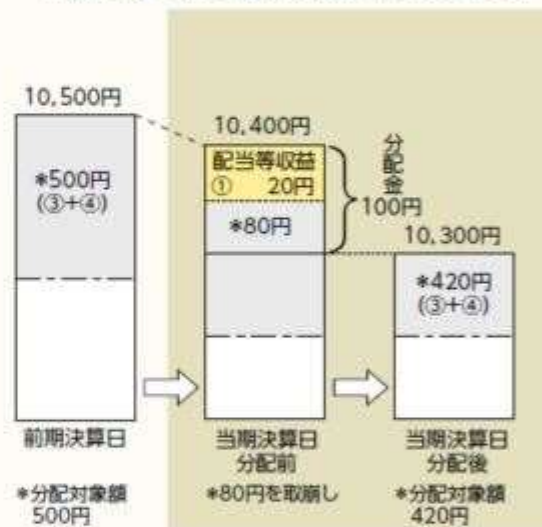 10,500円
*500円
(③+④)
前期決算日
*分配対象額
500円
10,400円
配当等収益
① 20円
*80円
分配金
100円
当期決算日
分配前
*80円を取崩し
10,300円
*420円
(③+④)
当期決算日
分配後
*分配対象額
420円